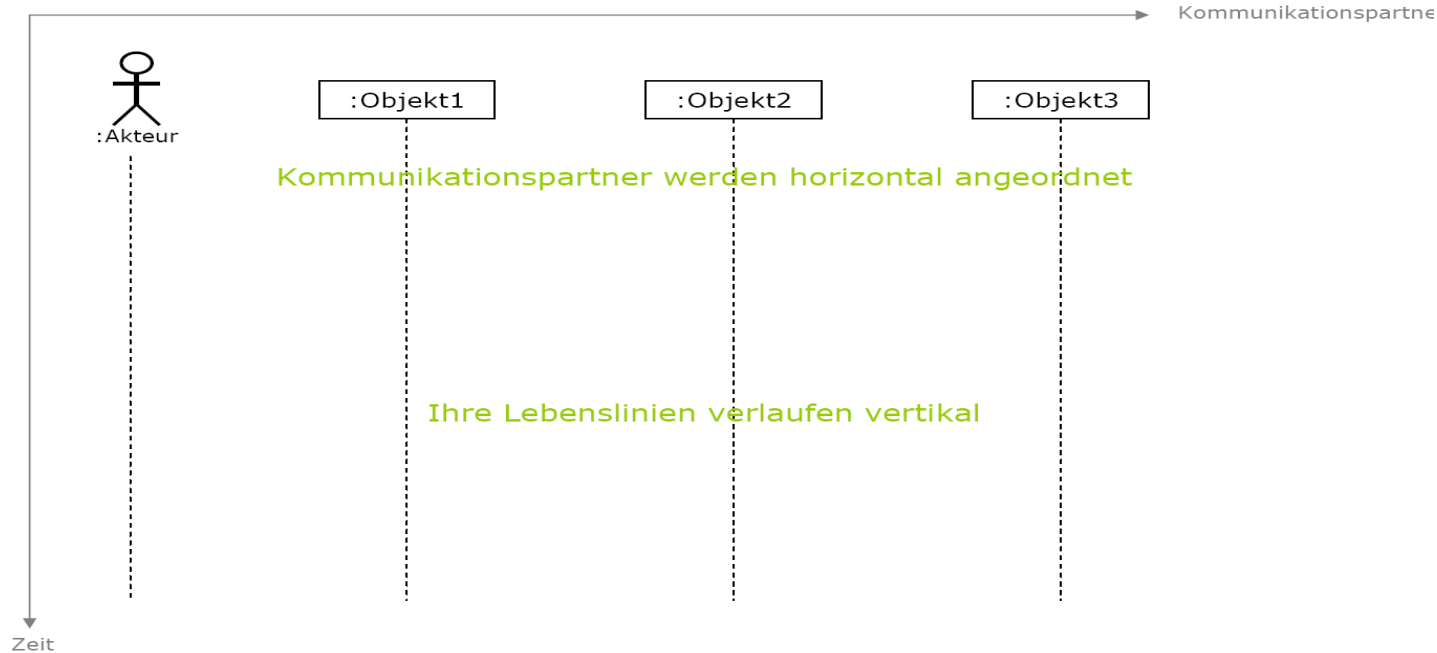 Kommunikationspartne
:Akteur
:Objekt1
:Objekt2
:Objekt3
Kommunikationspartner werden horizontal angeordnet
Ihre Lebenslinien verlaufen vertikal
Zeit